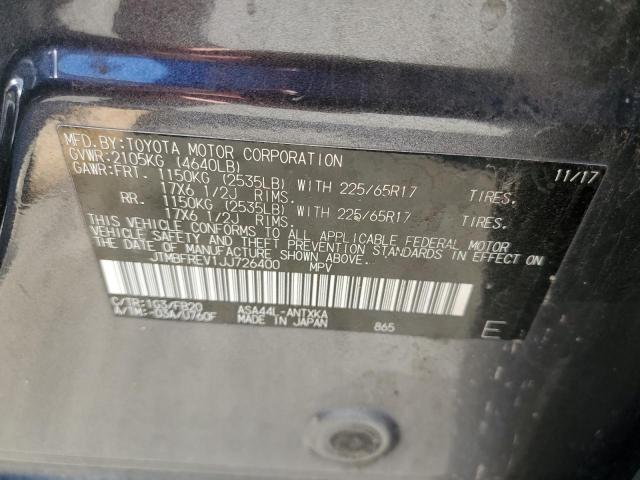 MFD.BY:TOYOTA MOTOR CORPORATION 11/17
GVWR:2105KG (4640LB)
GAWR:FRT. 1150KG (2535LB) WITH 225/65R17 TIRES.
17X6 1/2J RIMS.
RR. 1150KG (2535LB) WITH 225/65R17 TIRES.
17X6 1/2J RIMS.
THIS VEHICLE CONFORMS TO ALL APPLICABLE FEDERAL MOTOR
VEHICLE SAFETY AND THEFT PREVENTION STANDARDS IN EFFECT ON
THE DATE OF MANUFACTURE SHOWN ABOVE.
JTMBFREV1JJ726400 MPV
C/TR:1G3/FB20 ASA44L-ANTXKA
A/TM:-03A/U760F MADE IN JAPAN 865 E